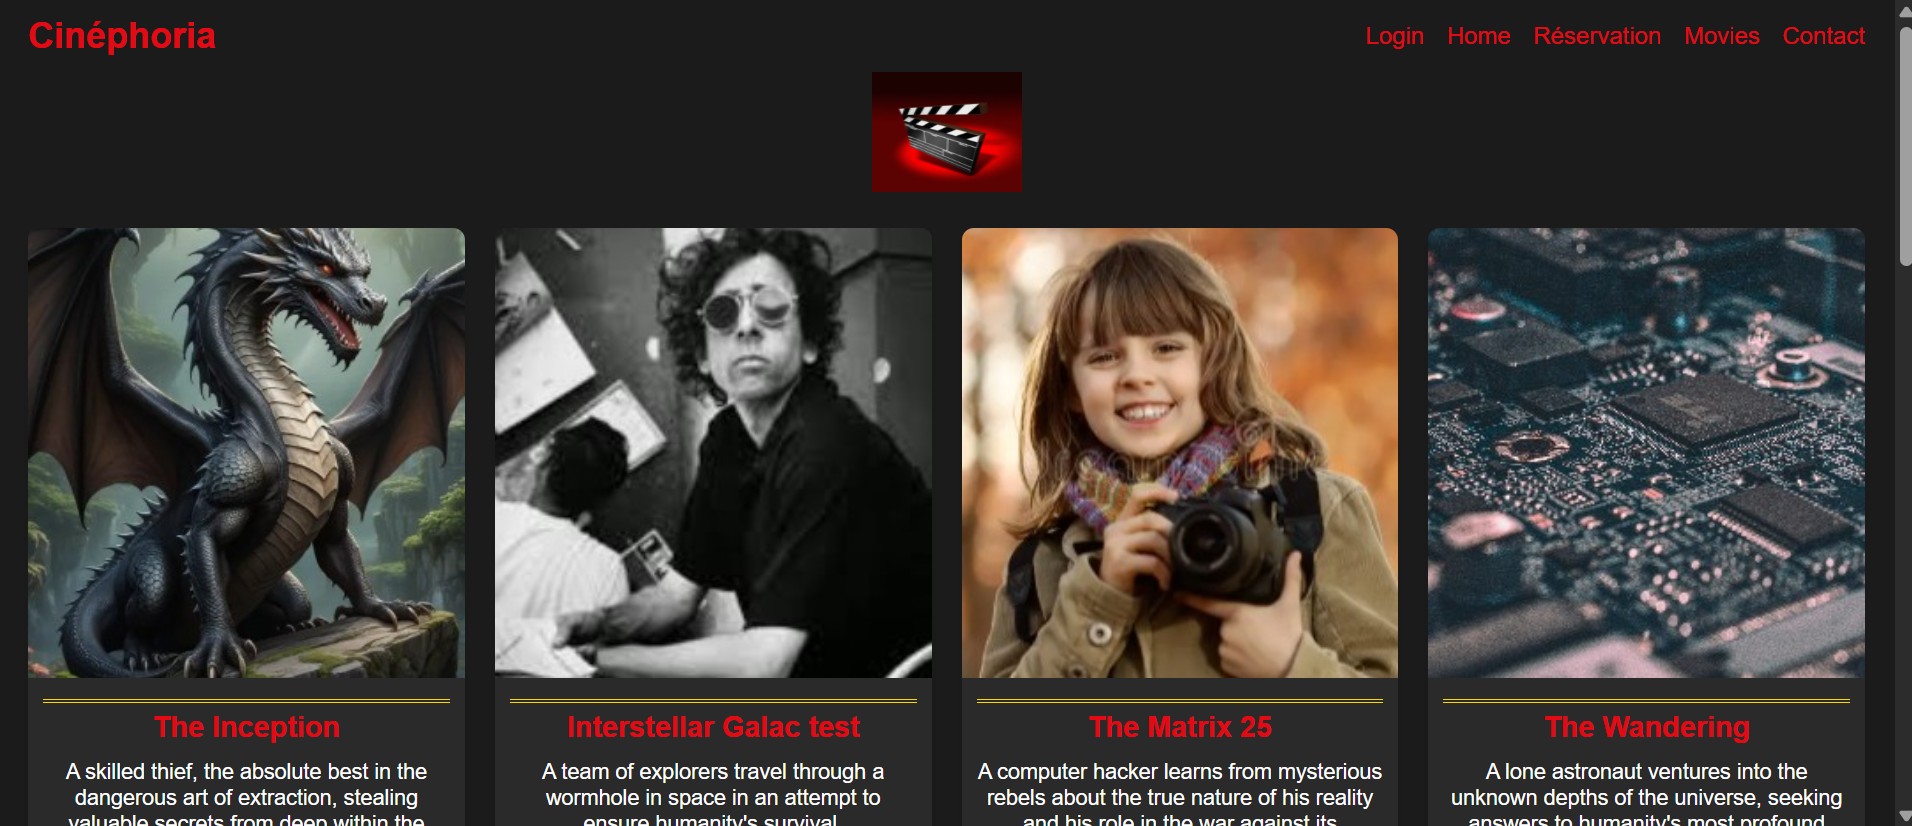 Cinéphoria
Login Home Réservation Movies Contact
The Inception
A skilled thief, the absolute best in the
dangerous art of extraction, stealing
valuable secrets from deep within the
Interstellar Galac test
A team of explorers travel through a
wormhole in space in an attempt to
ensure humanity's survival
The Matrix 25
A computer hacker learns from mysterious
rebels about the true nature of his reality
and his role in the war against its
The Wandering
A lone astronaut ventures into the
unknown depths of the universe, seeking
answers to humanity's most profound